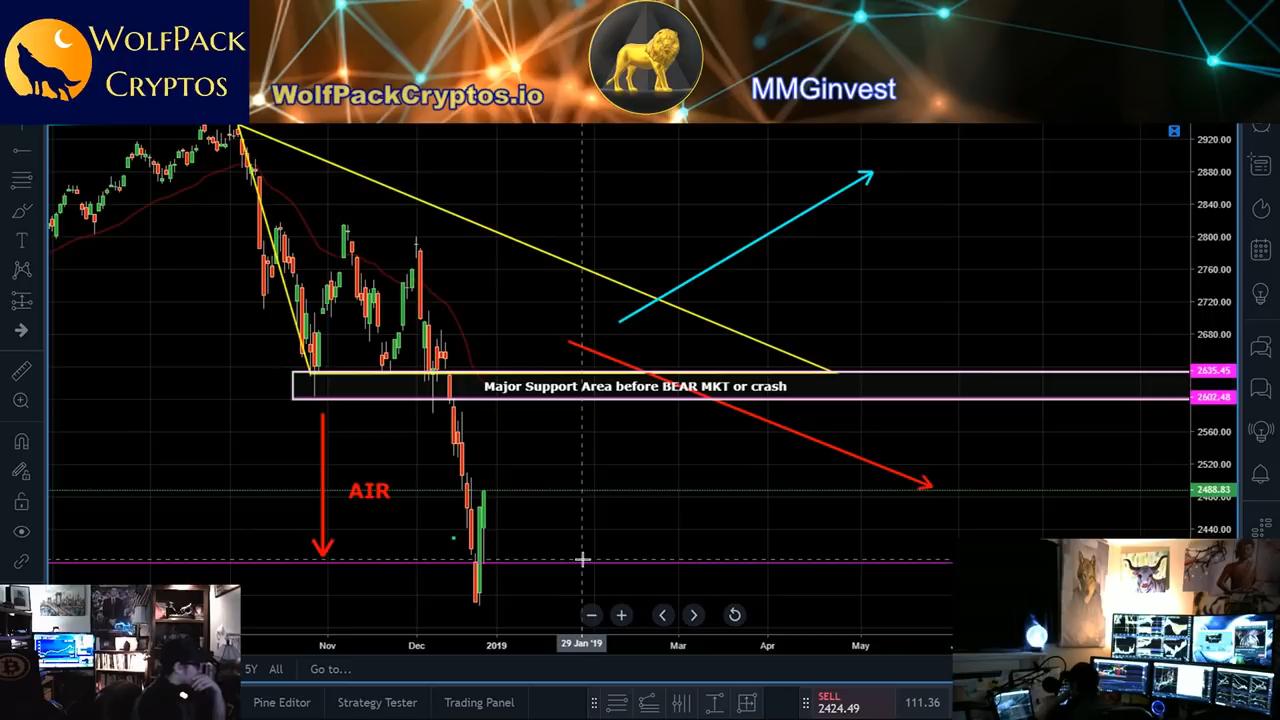 WOLFPACK
CRYPTOS
WolfPackCryptos.io
MMGinvest
2920.00
2880.00
2840.00
2800.00
2760.00
2720.00
2680.00
2635.45
Major Support Area before BEAR MKT or crash
2602.48
2560.00
2520.00
AIR
2488.83
2480.00
2440.00
Nov
Dec
2019
29 Jan '19
Mar
Apr
May
5Y
All
Go to...
Pine Editor
Strategy Tester
Trading Panel
SELL
2424.49
111.36